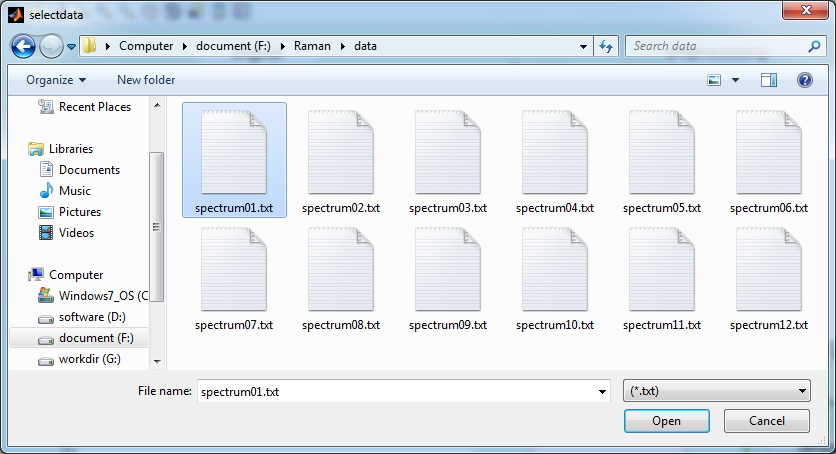 selectdata
Computer document (F:) Raman data
Search data
Organize New folder
Recent Places
Libraries
Documents
Music
Pictures
Videos
Computer
Windows7_OS (C
software (D:)
document (F:)
workdir (G:)
spectrum01.txt spectrum02.txt spectrum03.txt spectrum04.txt spectrum05.txt spectrum06.txt
spectrum07.txt spectrum08.txt spectrum09.txt spectrum10.txt spectrum11.txt spectrum12.txt
File name: spectrum01.txt (*.txt)
Open Cancel